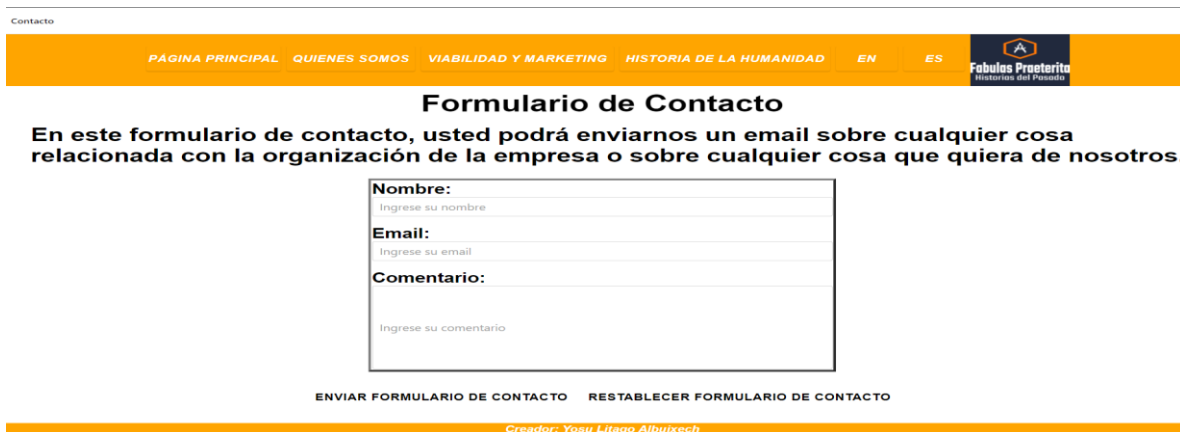 Contacto
PÁGINA PRINCIPAL QUIENES SOMOS VIABILIDAD Y MARKETING HISTORIA DE LA HUMANIDAD EN ES
Fabulas Praeterita
Historias del Pasado
Formulario de Contacto
En este formulario de contacto, usted podrá enviarnos un email sobre cualquier cosa
relacionada con la organización de la empresa o sobre cualquier cosa que quiera de nosotros.
Nombre:
Ingrese su nombre
Email:
Ingrese su email
Comentario:
Ingrese su comentario
ENVIAR FORMULARIO DE CONTACTO RESTABLECER FORMULARIO DE CONTACTO
Creador: Yosu Litago Albuixech